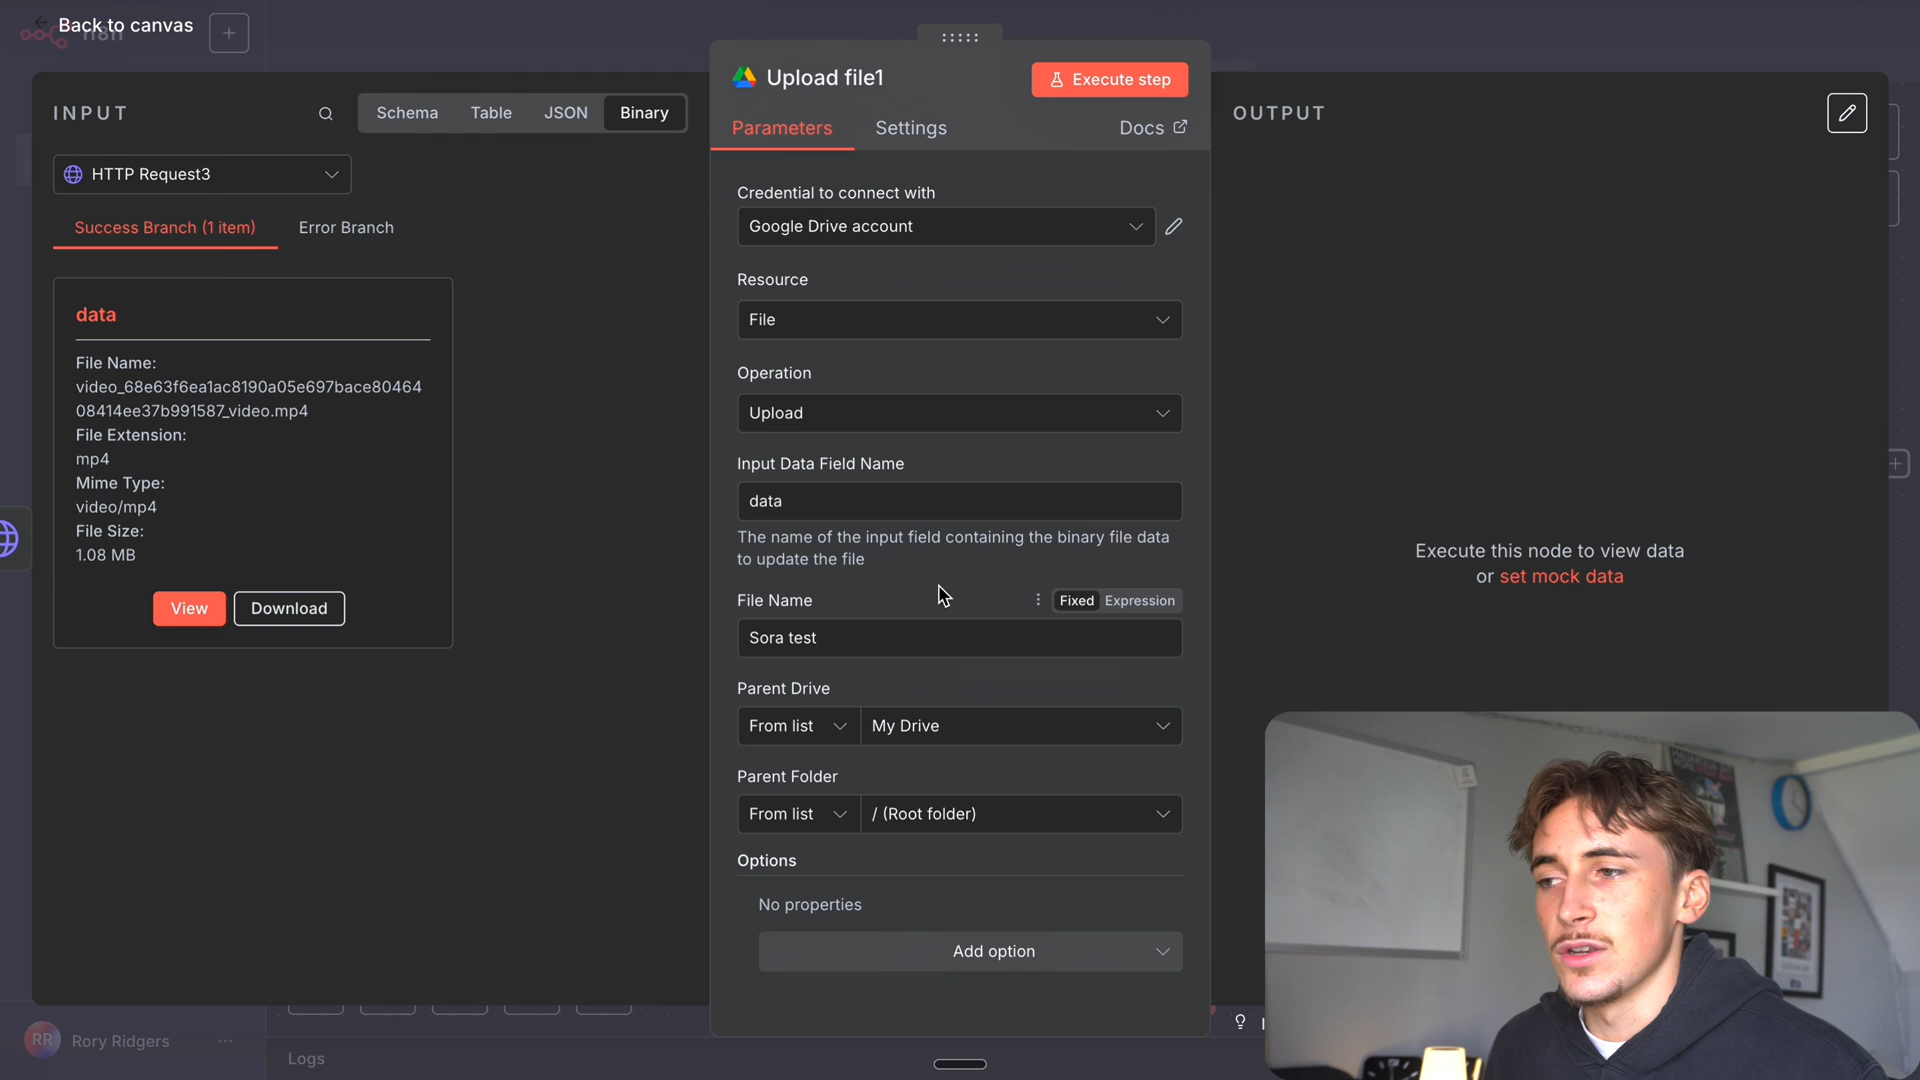 Back to canvas
n8n
INPUT
Schema
Table
JSON
Binary
HTTP Request3
Success Branch (1 item)
Error Branch
data
File Name:
video_68e63f6ea1ac8190a05e697bace80464
08414ee37b991587_video.mp4
File Extension:
mp4
Mime Type:
video/mp4
File Size:
1.08 MB
View
Download
Upload file1
Execute step
Parameters
Settings
Docs
Credential to connect with
Google Drive account
Resource
File
Operation
Upload
Input Data Field Name
data
The name of the input field containing the binary file data
to update the file
File Name
Fixed
Expression
Sora test
Parent Drive
From list
My Drive
Parent Folder
From list
/ (Root folder)
Options
No properties
Add option
OUTPUT
Execute this node to view data
or set mock data
RR
Rory Ridgers
Logs